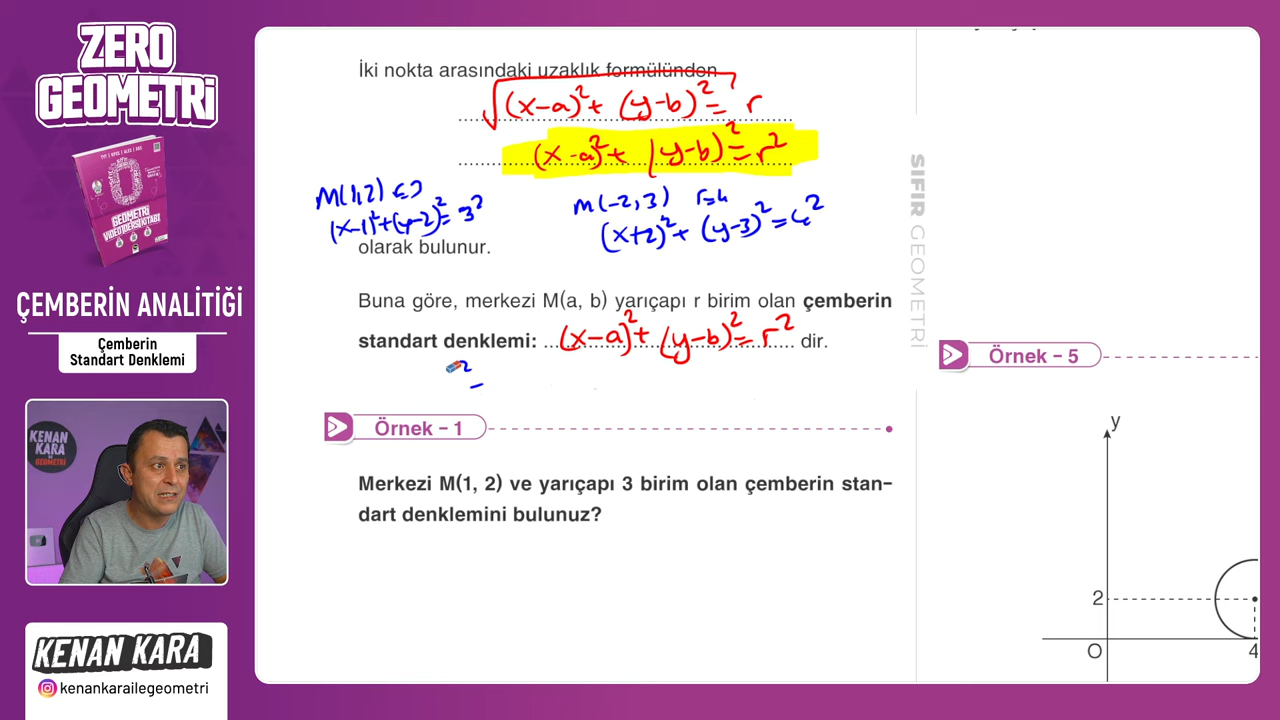 ZERO
GEOMETRİ
GEOMETRİ
VİDEO DERS KİTABI
ÇEMBERİN ANALİTİĞİ
Çemberin
Standart Denklemi
KENAN
KARA
İLE
GEOMETRİ
KENAN KARA
kenankarailegeometri
İki nokta arasındaki uzaklık formülünden
√(x-a)²+ (y-b)² = r
(x-a)²+ (y-b)²=r²
M(1,2)
(x-1)²+(y-2)²= 3²
M(-2,3) r=4
(x+2)²+ (y-3)²=4²
olarak bulunur.
Buna göre, merkezi M(a, b) yarıçapı r birim olan çemberin
standart denklemi: ...(x-a)²+ (y-b)²=r²... dir.
2
Örnek – 1
Merkezi M(1, 2) ve yarıçapı 3 birim olan çemberin stan-
dart denklemini bulunuz?
SIFIR GEOMETRİ
Örnek – 5
y
2
O
4